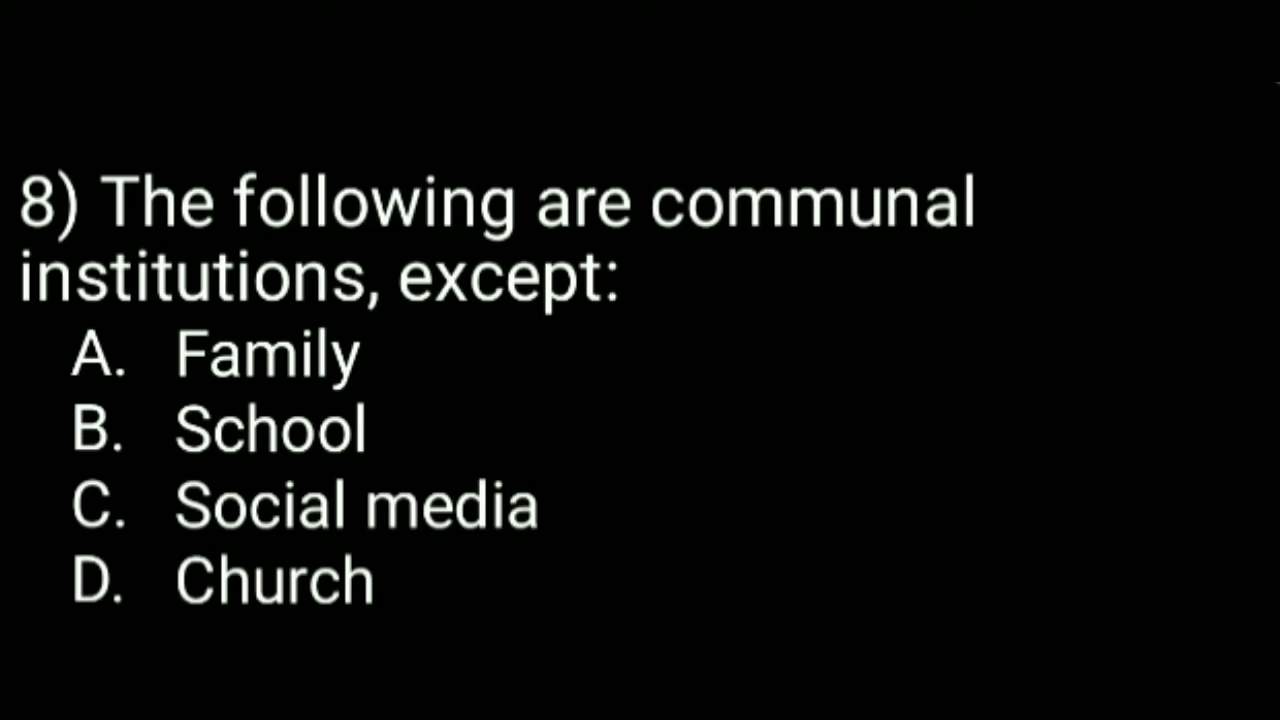 8) The following are communal
institutions, except:
A. Family
B. School
C. Social media
D. Church